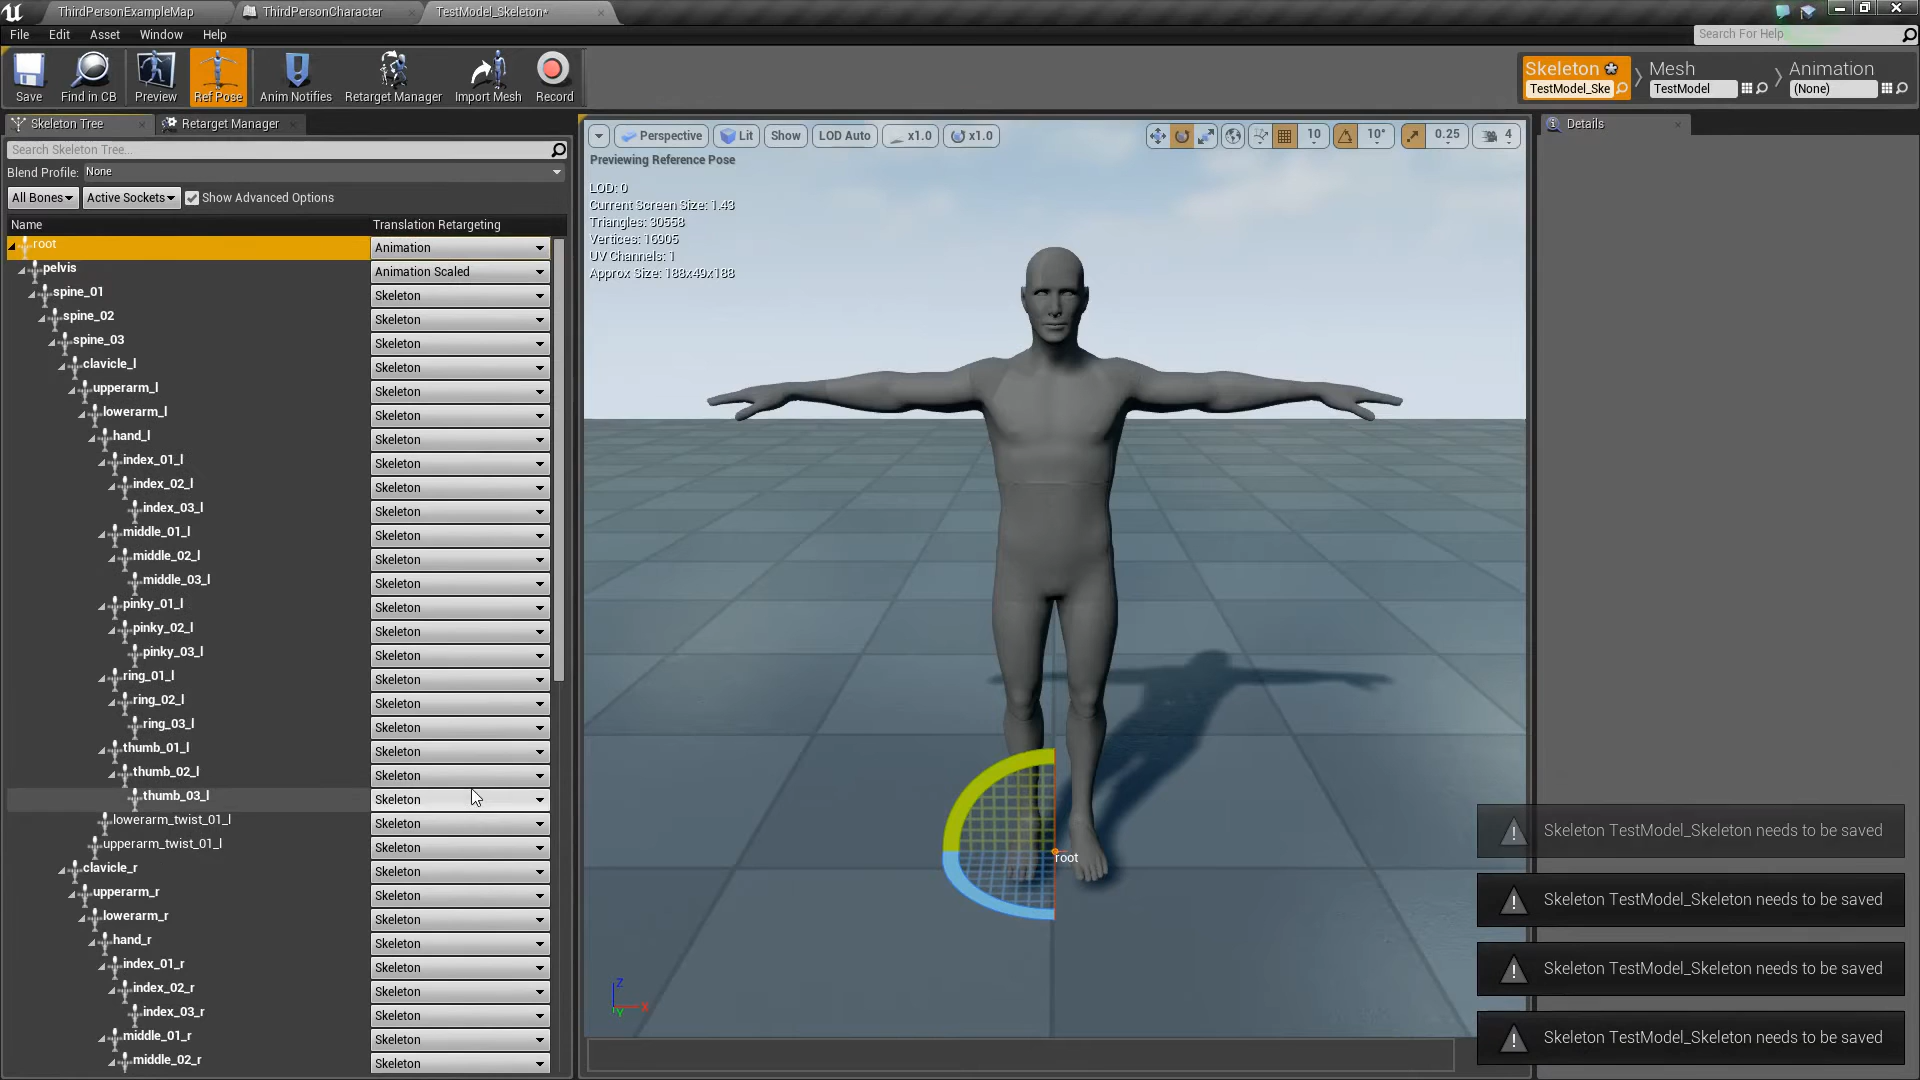 ThirdPersonExampleMap
ThirdPersonCharacter
TestModel_Skeleton*
File Edit Asset Window Help
Search For Help
Save
Find in CB
Preview
Ref Pose
Anim Notifies
Retarget Manager
Import Mesh
Record
Skeleton
TestModel_Ske
Mesh
TestModel
Animation
(None)
Skeleton Tree
Retarget Manager
Search Skeleton Tree...
Blend Profile: None
All Bones
Active Sockets
Show Advanced Options
Name Translation Retargeting
root Animation
pelvis Animation Scaled
spine_01 Skeleton
spine_02 Skeleton
spine_03 Skeleton
clavicle_l Skeleton
upperarm_l Skeleton
lowerarm_l Skeleton
hand_l Skeleton
index_01_l Skeleton
index_02_l Skeleton
index_03_l Skeleton
middle_01_l Skeleton
middle_02_l Skeleton
middle_03_l Skeleton
pinky_01_l Skeleton
pinky_02_l Skeleton
pinky_03_l Skeleton
ring_01_l Skeleton
ring_02_l Skeleton
ring_03_l Skeleton
thumb_01_l Skeleton
thumb_02_l Skeleton
thumb_03_l Skeleton
lowerarm_twist_01_l Skeleton
upperarm_twist_01_l Skeleton
clavicle_r Skeleton
upperarm_r Skeleton
lowerarm_r Skeleton
hand_r Skeleton
index_01_r Skeleton
index_02_r Skeleton
index_03_r Skeleton
middle_01_r Skeleton
middle_02_r Skeleton
Perspective Lit Show LOD Auto x1.0 x1.0
10 10° 0.25 4
Previewing Reference Pose
LOD: 0
Current Screen Size: 1.43
Triangles: 30558
Vertices: 16905
UV Channels: 1
Approx Size: 188x49x188
root
Z
X
Y
Details
Skeleton TestModel_Skeleton needs to be saved
Skeleton TestModel_Skeleton needs to be saved
Skeleton TestModel_Skeleton needs to be saved
Skeleton TestModel_Skeleton needs to be saved